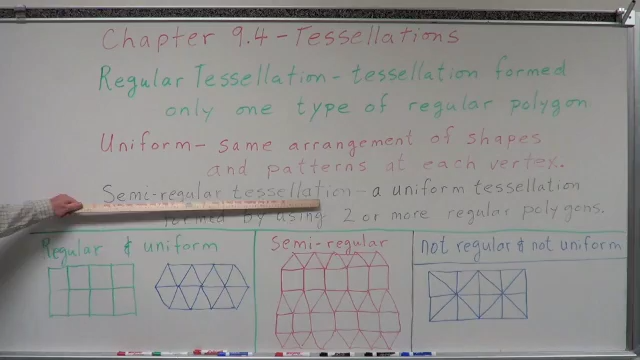 Chapter 9.4-Tessellations
Regular Tessellation - tessellation formed
only one type of regular polygon
Uniform- same arrangement of shapes
and patterns at each vertex.
Semi-regular tessellation - a uniform tessellation
formed by using 2 or more regular polygons.
Regular & uniform
Semi-regular
not regular & not uniform